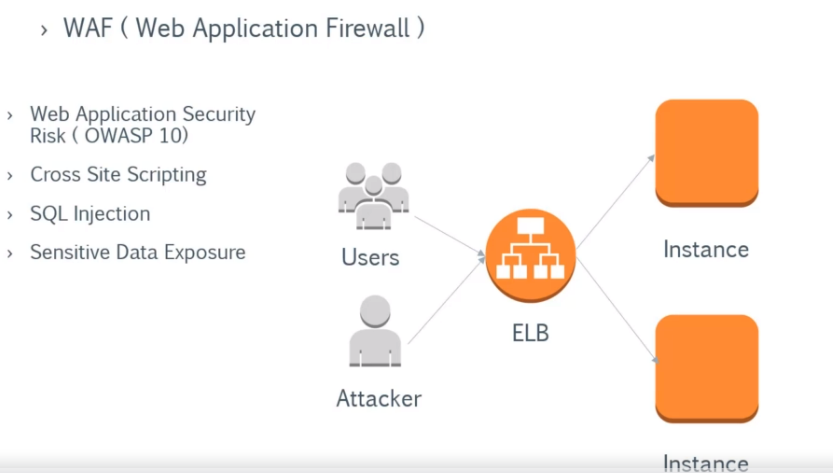 › WAF ( Web Application Firewall )
› Web Application Security
Risk ( OWASP 10)
› Cross Site Scripting
› SQL Injection
› Sensitive Data Exposure
Users
Attacker
ELB
Instance
Instance